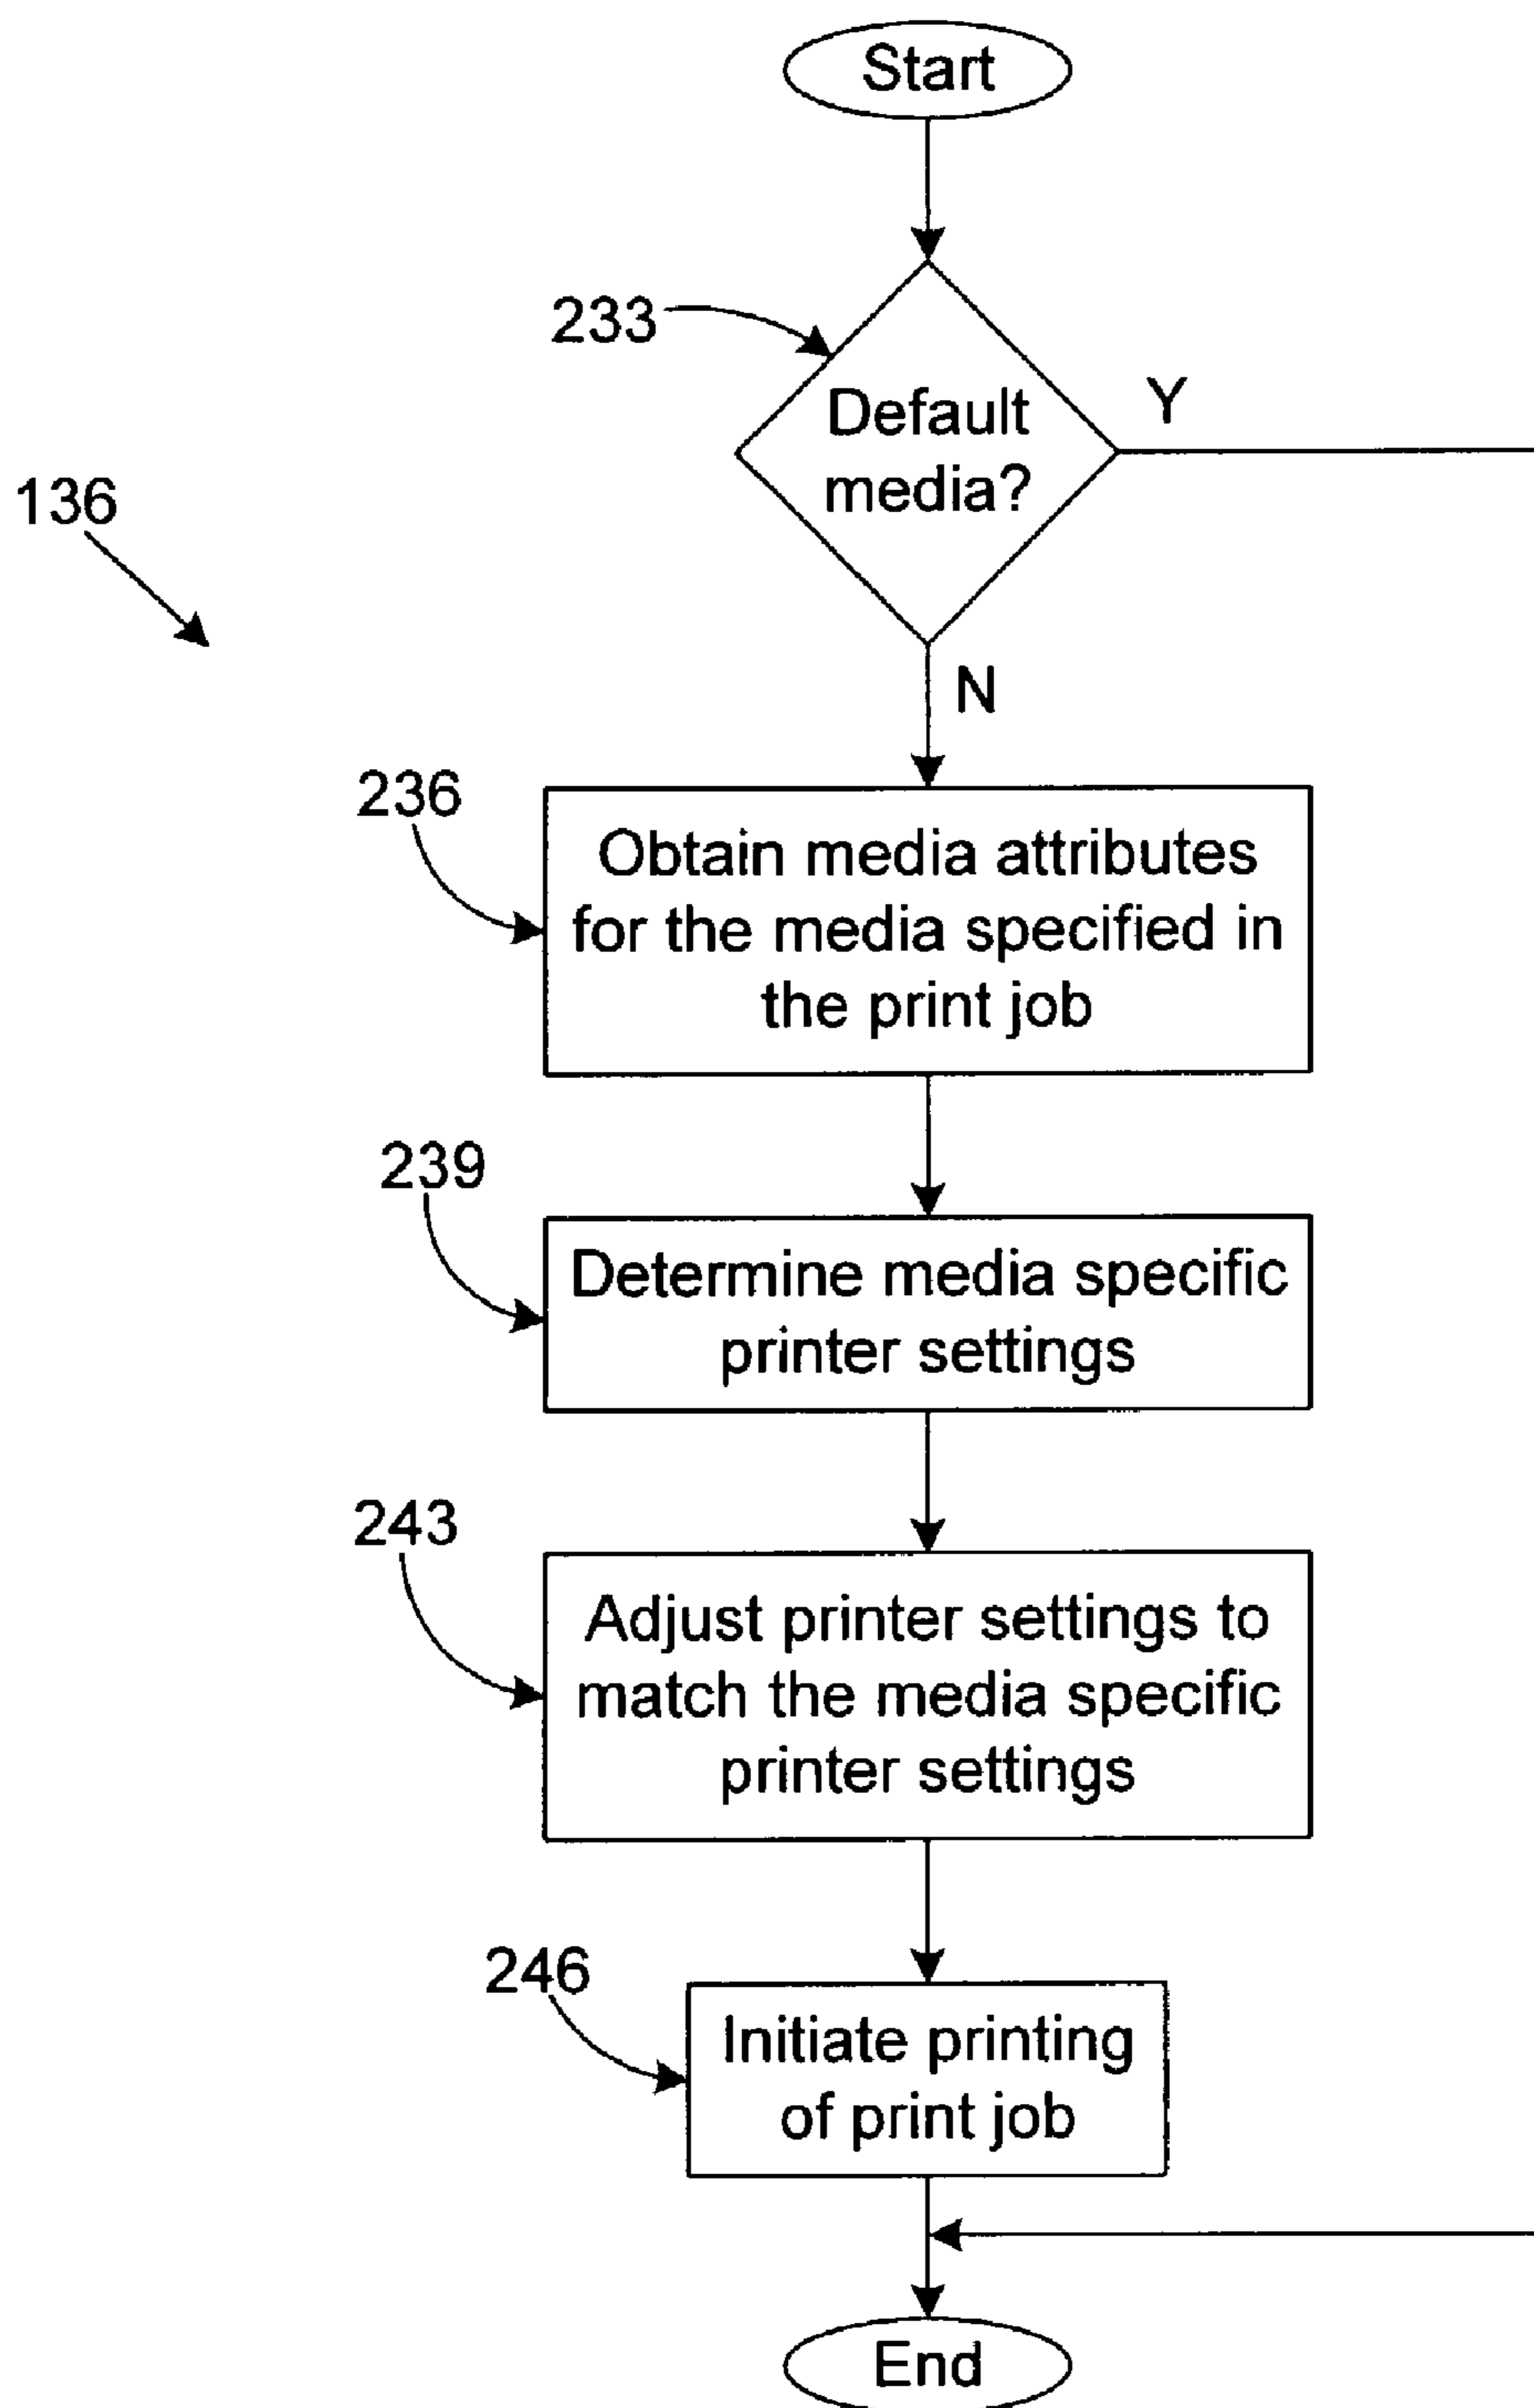 Start
233
Default
media?
Y
136
N
236
Obtain media attributes
for the media specified in
the print job
239
Determine media specific
printer settings
243
Adjust printer settings to
match the media specific
printer settings
246
Initiate printing
of print job
End